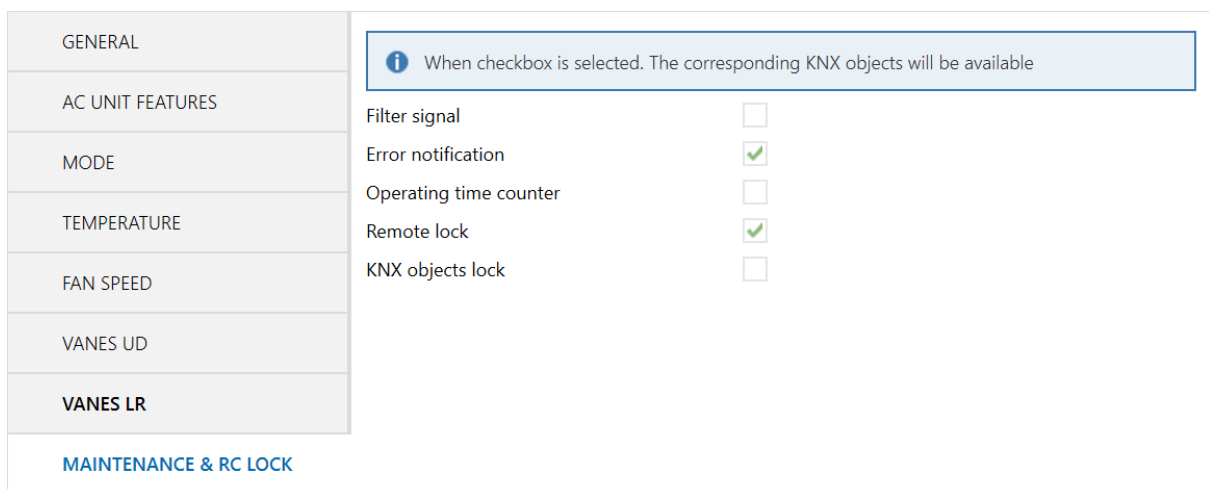 GENERAL
AC UNIT FEATURES
MODE
TEMPERATURE
FAN SPEED
VANES UD
VANES LR
MAINTENANCE & RC LOCK
When checkbox is selected. The corresponding KNX objects will be available
Filter signal
Error notification
Operating time counter
Remote lock
KNX objects lock